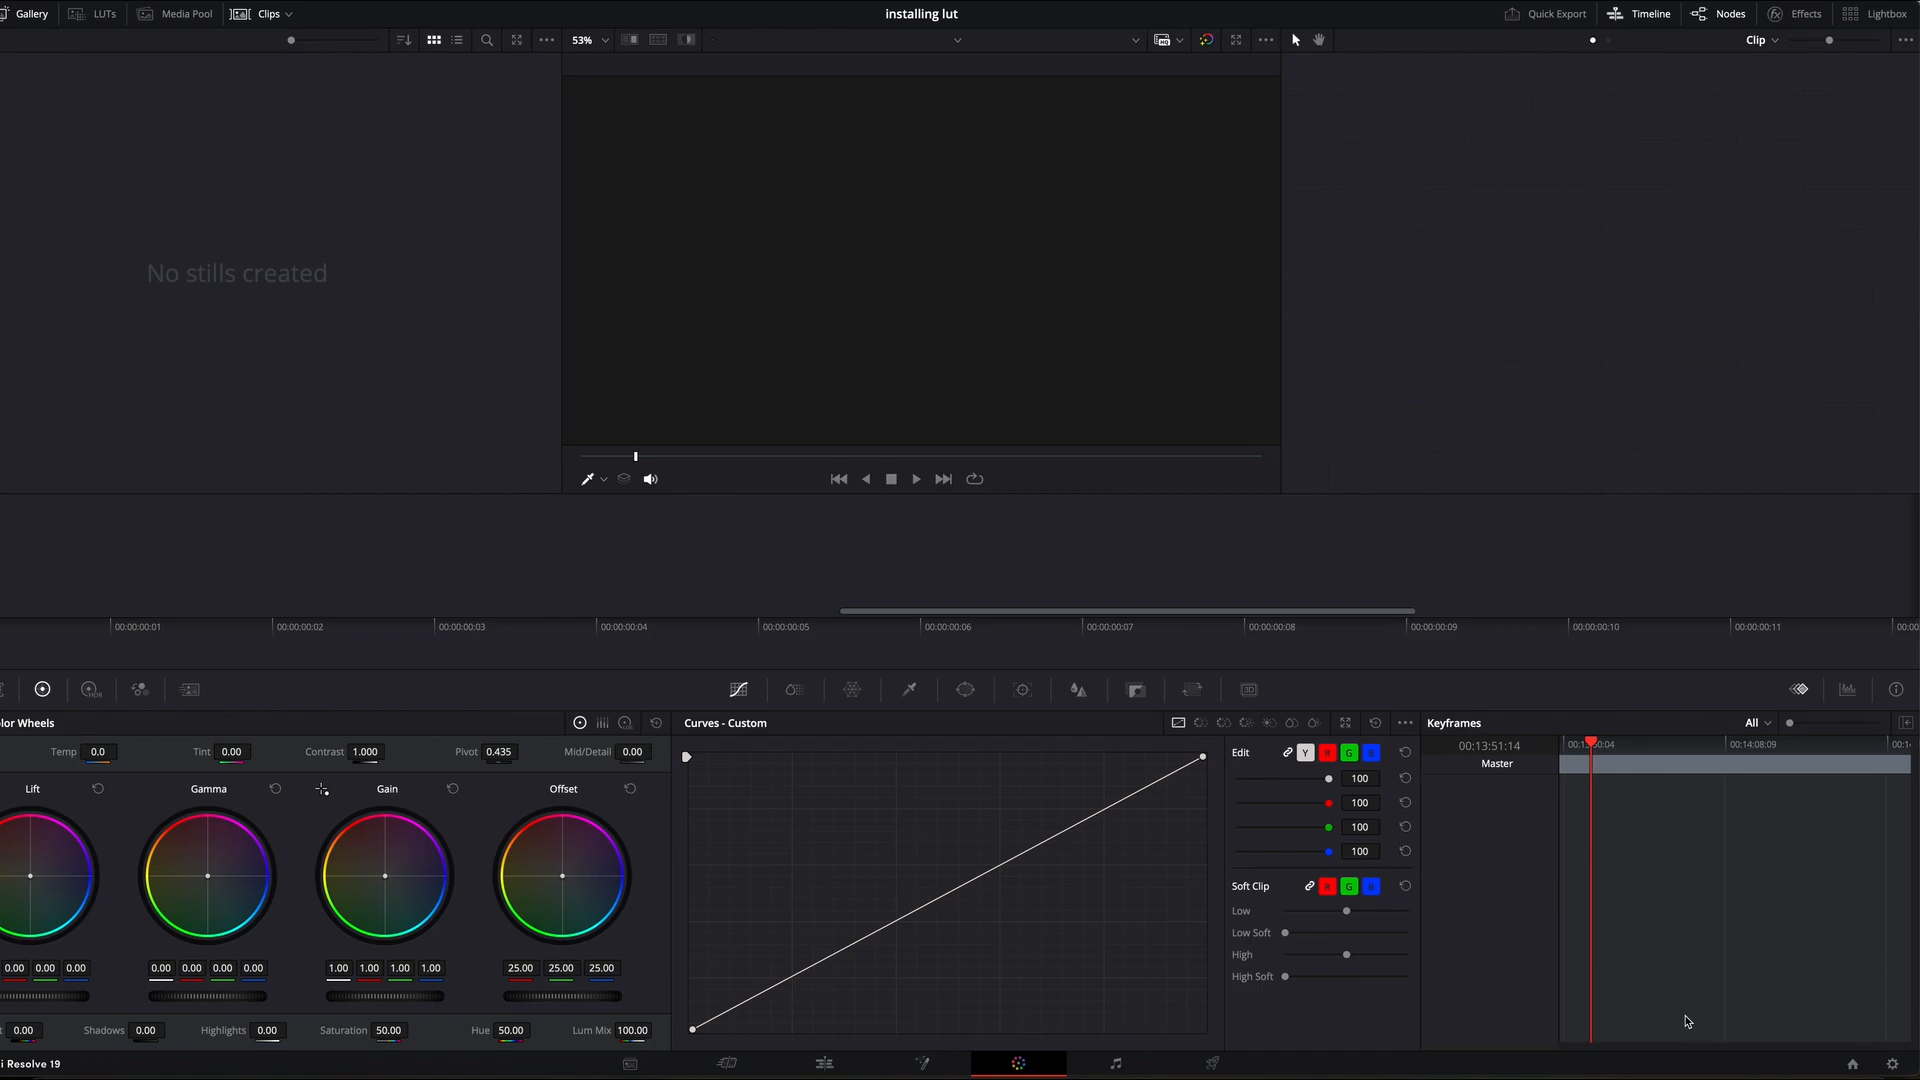 Gallery LUTs Media Pool Clips installing lut Quick Export Timeline Nodes Effects Lightbox
53% Clip
No stills created
00:00:00:01 00:00:00:02 00:00:00:03 00:00:00:04 00:00:00:05 00:00:00:06 00:00:00:07 00:00:00:08 00:00:00:09 00:00:00:10 00:00:00:11 00:00
HDR 3D
lor Wheels Curves - Custom Keyframes All
Temp 0.0 Tint 0.00 Contrast 1.000 Pivot 0.435 Mid/Detail 0.00 Edit Y R G B 00:13:51:14 00:14:08:09 00:14
100 Master
Lift Gamma Gain Offset
100
100
100
Soft Clip R G B
Low
Low Soft
High
0.00 0.00 0.00 0.00 0.00 0.00 0.00 1.00 1.00 1.00 1.00 25.00 25.00 25.00 High Soft
t 0.00 Shadows 0.00 Highlights 0.00 Saturation 50.00 Hue 50.00 Lum Mix 100.00
i Resolve 19